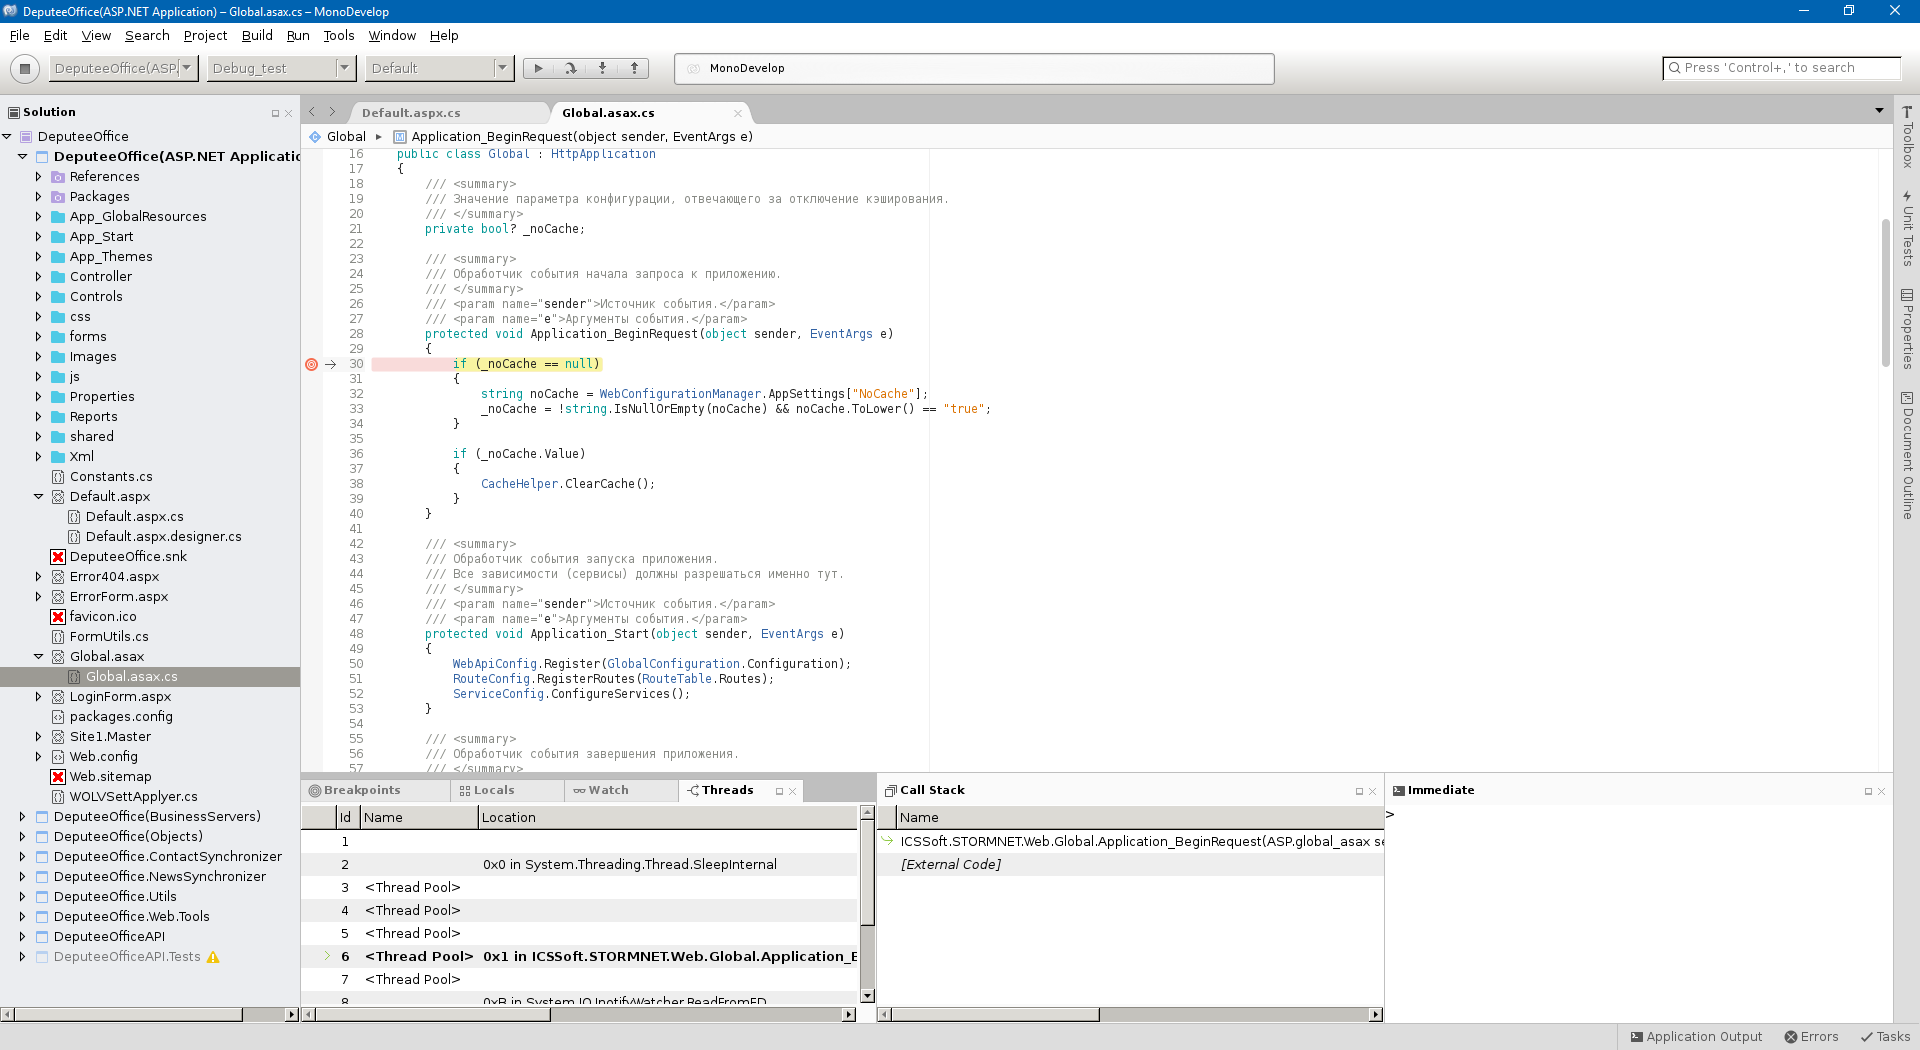 DeputeeOffice(ASP.NET Application) – Global.asax.cs – MonoDevelop
File Edit View Search Project Build Run Tools Window Help
DeputeeOffice(ASP. Debug_test Default MonoDevelop Press 'Control+,' to search
Solution
DeputeeOffice
DeputeeOffice(ASP.NET Applicatio
References
Packages
App_GlobalResources
App_Start
App_Themes
Controller
Controls
css
forms
Images
js
Properties
Reports
shared
Xml
Constants.cs
Default.aspx
Default.aspx.cs
Default.aspx.designer.cs
DeputeeOffice.snk
Error404.aspx
ErrorForm.aspx
favicon.ico
FormUtils.cs
Global.asax
Global.asax.cs
LoginForm.aspx
packages.config
Site1.Master
Web.config
Web.sitemap
WOLVSettApplyer.cs
DeputeeOffice(BusinessServers)
DeputeeOffice(Objects)
DeputeeOffice.ContactSynchronizer
DeputeeOffice.NewsSynchronizer
DeputeeOffice.Utils
DeputeeOffice.Web.Tools
DeputeeOfficeAPI
DeputeeOfficeAPI.Tests
Default.aspx.cs Global.asax.cs
Global Application_BeginRequest(object sender, EventArgs e)
16 public class Global : HttpApplication
17 {
18 /// <summary>
19 /// Значение параметра конфигурации, отвечающего за отключение кэширования.
20 /// </summary>
21 private bool? _noCache;
22
23 /// <summary>
24 /// Обработчик события начала запроса к приложению.
25 /// </summary>
26 /// <param name="sender">Источник события.</param>
27 /// <param name="e">Аргументы события.</param>
28 protected void Application_BeginRequest(object sender, EventArgs e)
29 {
30 if (_noCache == null)
31 {
32 string noCache = WebConfigurationManager.AppSettings["NoCache"];
33 _noCache = !string.IsNullOrEmpty(noCache) && noCache.ToLower() == "true";
34 }
35
36 if (_noCache.Value)
37 {
38 CacheHelper.ClearCache();
39 }
40 }
41
42 /// <summary>
43 /// Обработчик события запуска приложения.
44 /// Все зависимости (сервисы) должны разрешаться именно тут.
45 /// </summary>
46 /// <param name="sender">Источник события.</param>
47 /// <param name="e">Аргументы события.</param>
48 protected void Application_Start(object sender, EventArgs e)
49 {
50 WebApiConfig.Register(GlobalConfiguration.Configuration);
51 RouteConfig.RegisterRoutes(RouteTable.Routes);
52 ServiceConfig.ConfigureServices();
53 }
54
55 /// <summary>
56 /// Обработчик события завершения приложения.
57 /// </summary>
Toolbox
Unit Tests
Properties
Document Outline
Breakpoints Locals Watch Threads
Id Name Location
1
2 0x0 in System.Threading.Thread.SleepInternal
3 <Thread Pool>
4 <Thread Pool>
5 <Thread Pool>
6 <Thread Pool> 0x1 in ICSSoft.STORMNET.Web.Global.Application_B
7 <Thread Pool>
8 0xB in System.IO.InotifyWatcher.ReadFromFD
Call Stack
Name
ICSSoft.STORMNET.Web.Global.Application_BeginRequest(ASP.global_asax se
[External Code]
Immediate
>
Application Output Errors Tasks